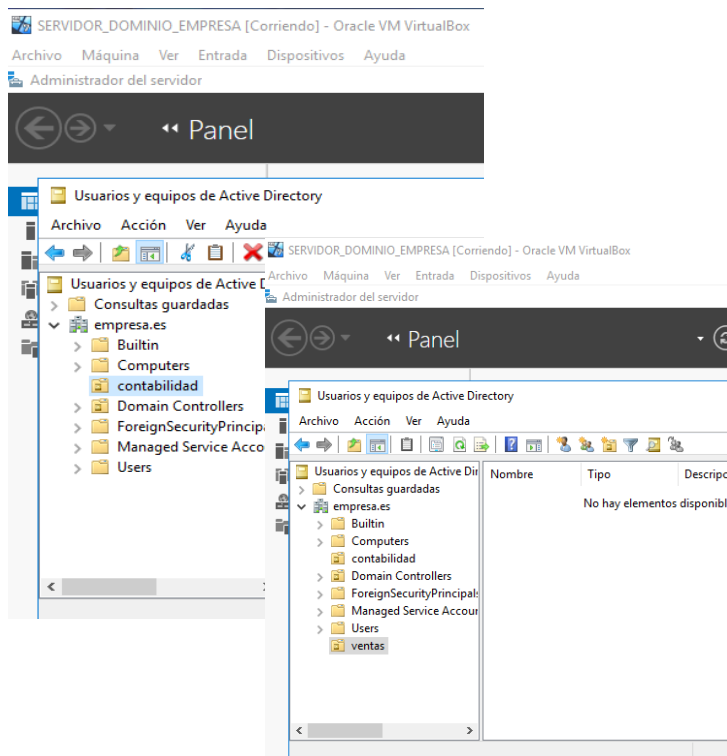 SERVIDOR_DOMINIO_EMPRESA [Corriendo] - Oracle VM VirtualBox
Archivo Máquina Ver Entrada Dispositivos Ayuda
Administrador del servidor
Panel
Usuarios y equipos de Active Directory
Archivo Acción Ver Ayuda
Usuarios y equipos de Active D
Consultas guardadas
empresa.es
Builtin
Computers
contabilidad
Domain Controllers
ForeignSecurityPrincip
Managed Service Acco
Users
SERVIDOR_DOMINIO_EMPRESA [Corriendo] - Oracle VM VirtualBox
Archivo Máquina Ver Entrada Dispositivos Ayuda
Administrador del servidor
Panel
Usuarios y equipos de Active Directory
Archivo Acción Ver Ayuda
Usuarios y equipos de Active Dir
Consultas guardadas
empresa.es
Builtin
Computers
contabilidad
Domain Controllers
ForeignSecurityPrincipals
Managed Service Accour
Users
ventas
Nombre Tipo Descripc
No hay elementos disponibl